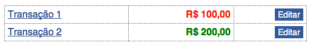 Transação 1 R$ 100,00 Editar
Transação 2 R$ 200,00 Editar